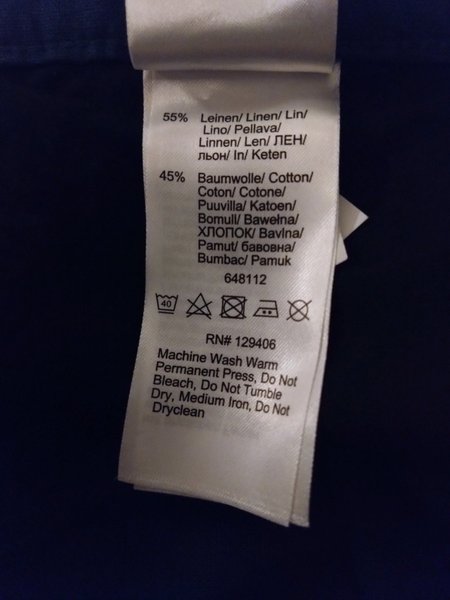 55% Leinen/ Linen/ Lin/
Lino/ Pellava/
Linnen/ Len/ ЛЕН/
льон/ In/ Keten
45% Baumwolle/ Cotton/
Coton/ Cotone/
Puuvilla/ Katoen/
Bomull/ Bawełna/
ХЛОПОК/ Bavlna/
Pamut/ бавовна/
Bumbac/ Pamuk
648112
40
RN# 129406
Machine Wash Warm
Permanent Press, Do Not
Bleach, Do Not Tumble
Dry, Medium Iron, Do Not
Dryclean